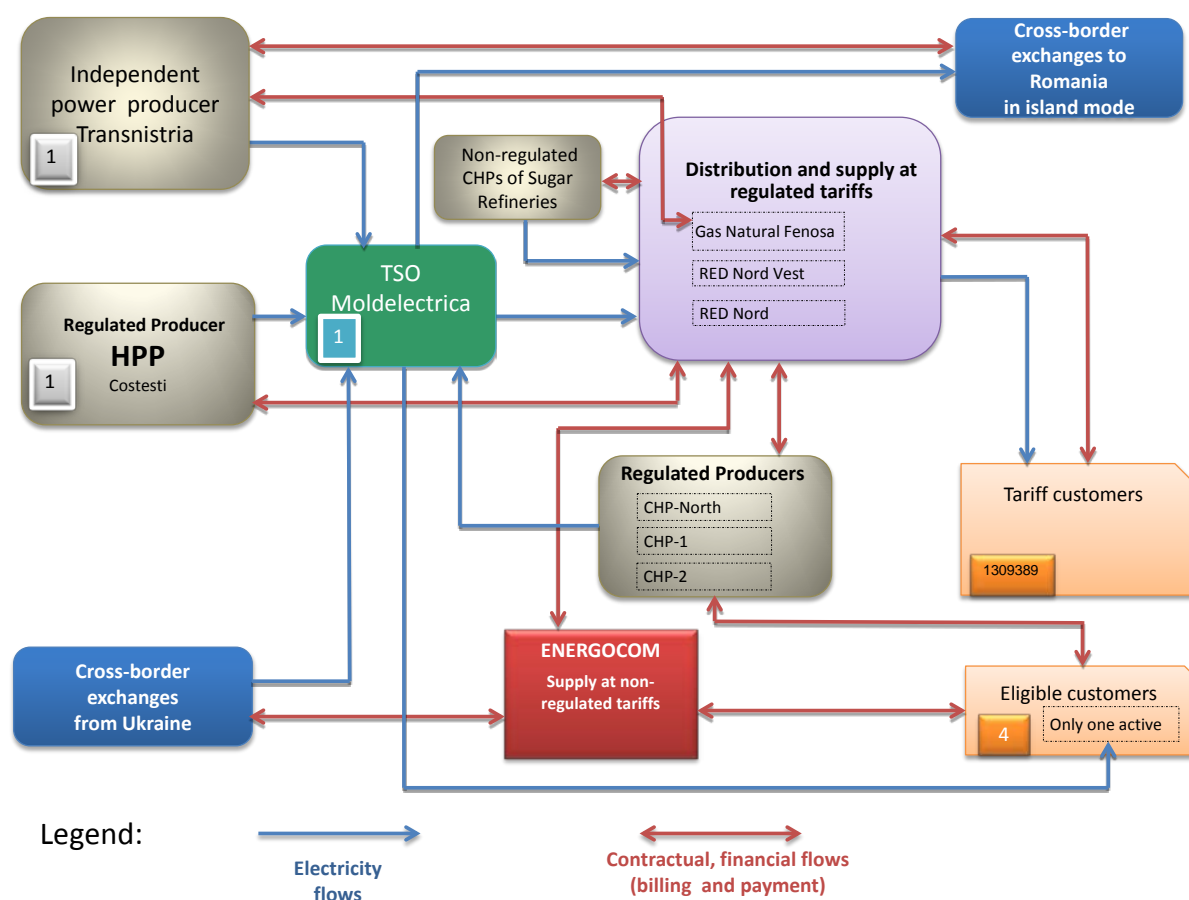 Independent
power producer
Transnistria
1
Cross-border
exchanges to
Romania
in island mode
Non-regulated
CHPs of Sugar
Refineries
Distribution and supply at
regulated tariffs
Gas Natural Fenosa
RED Nord Vest
RED Nord
TSO
Moldelectrica
1
Regulated Producer
HPP
Costesti
1
Regulated Producers
CHP-North
CHP-1
CHP-2
Tariff customers
1309389
ENERGOCOM
Supply at non-
regulated tariffs
Cross-border
exchanges
from Ukraine
Eligible customers
Only one active
4
Legend:
Electricity
flows
Contractual, financial flows
(billing and payment)